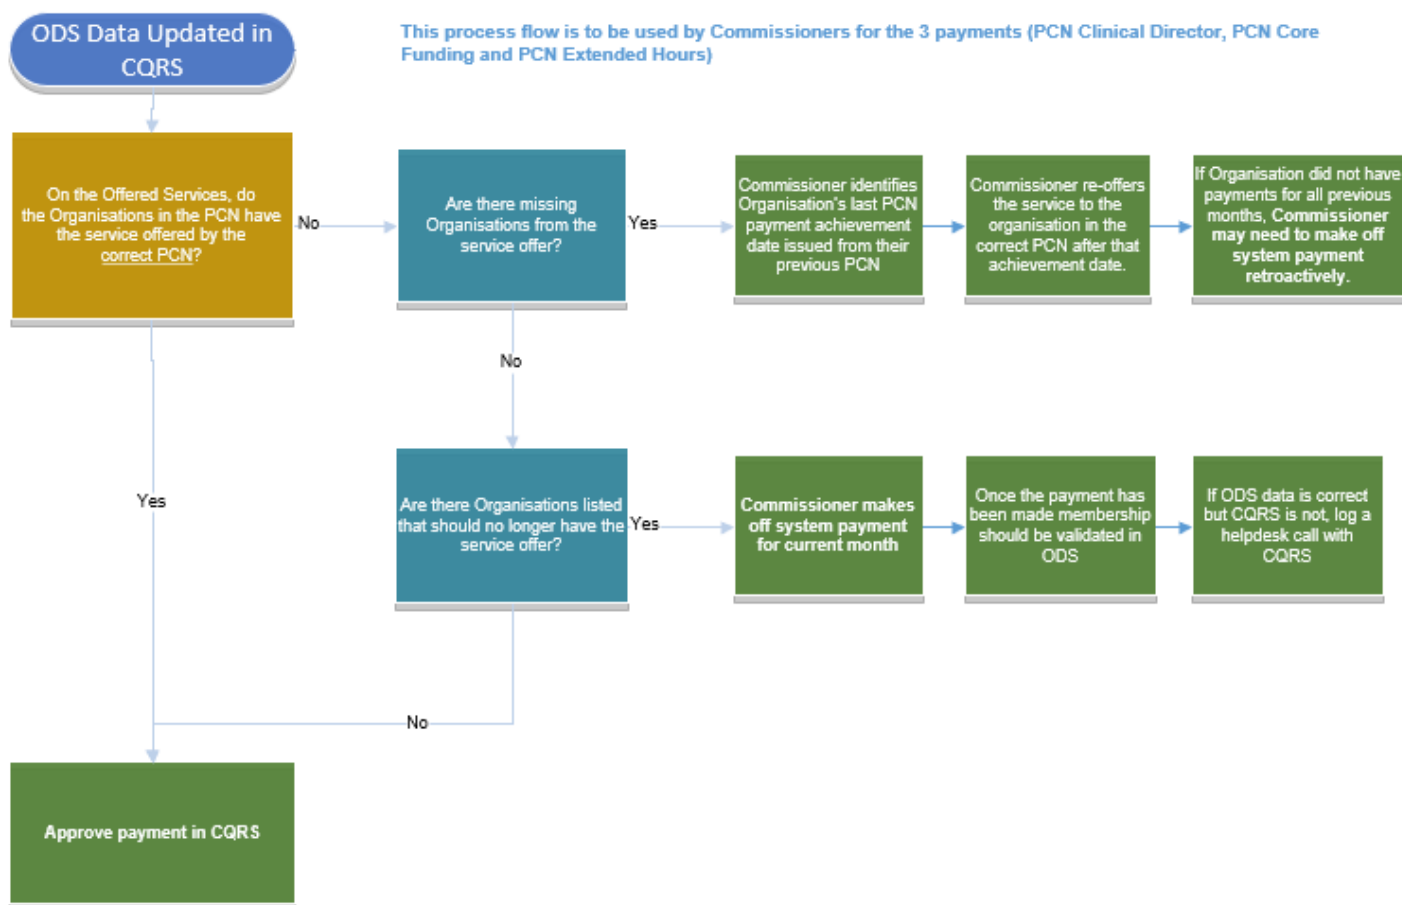 ODS Data Updated in
CQRS
This process flow is to be used by Commissioners for the 3 payments (PCN Clinical Director, PCN Core
Funding and PCN Extended Hours)
On the Offered Services, do
the Organisations in the PCN have
the service offered by the
correct PCN?
No
Are there missing
Organisations from the
service offer?
Yes
Commissioner identifies
Organisation's last PCN
payment achievement
date issued from their
previous PCN
Commissioner re-offers
the service to the
organisation in the
correct PCN after that
achievement date.
If Organisation did not have
payments for all previous
months, Commissioner
may need to make off
system payment
retroactively.
No
Yes
Are there Organisations listed
that should no longer have the
service offer?
Yes
Commissioner makes
off system payment
for current month
Once the payment has
been made membership
should be validated in
ODS
If ODS data is correct
but CQRS is not, log a
helpdesk call with
CQRS
No
Approve payment in CQRS